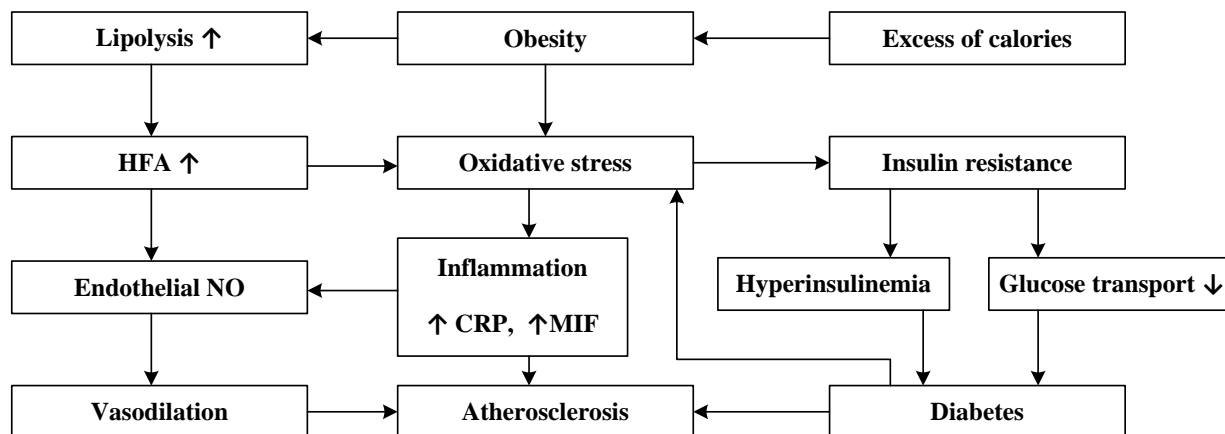 Lipolysis ↑
Obesity
Excess of calories
HFA ↑
Oxidative stress
Insulin resistance
Endothelial NO
Inflammation
↑ CRP, ↑MIF
Hyperinsulinemia
Glucose transport ↓
Vasodilation
Atherosclerosis
Diabetes